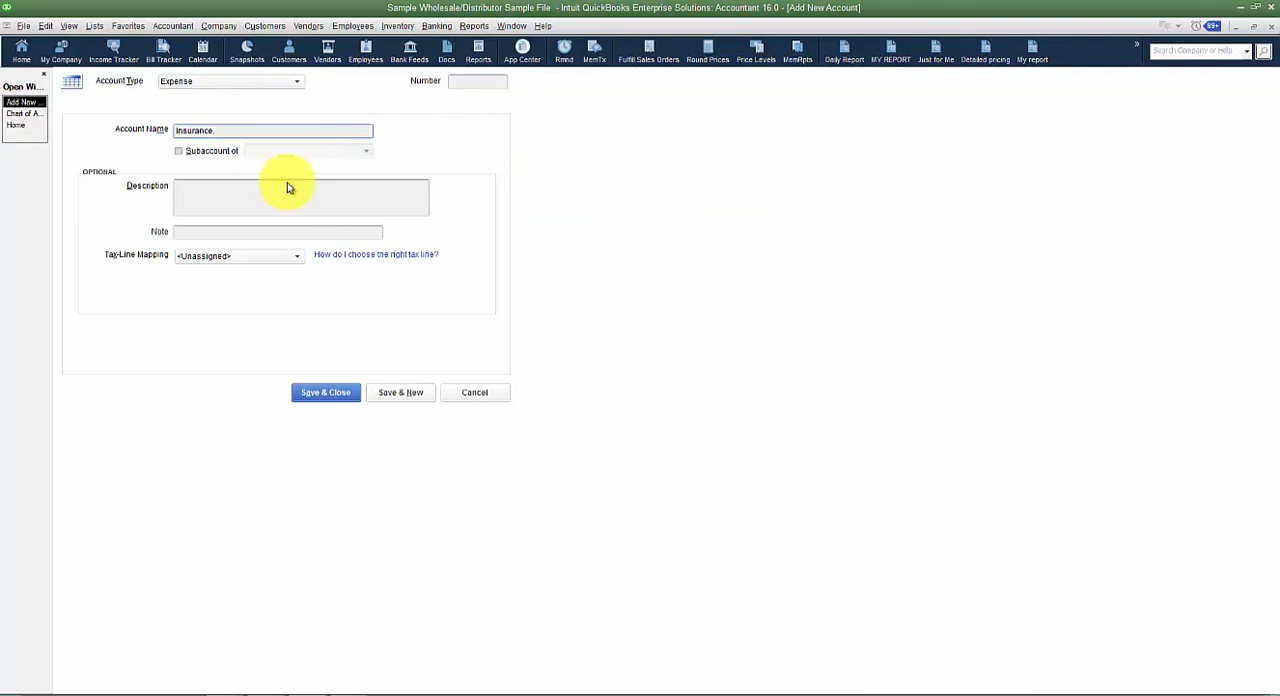 Sample Wholesale/Distributor Sample File - Intuit QuickBooks Enterprise Solutions: Accountant 16.0 - [Add New Account]
File Edit View Lists Favorites Accountant Company Customers Vendors Employees Inventory Banking Reports Window Help
99+
Home My Company Income Tracker Bill Tracker Calendar Snapshots Customers Vendors Employees Bank Feeds Docs Reports App Center Rmnd MemTx Fulfill Sales Orders Round Prices Price Levels MemRpts Daily Report MY REPORT Just for Me Detailed pricing My report
Search Company or Help
Open Wi...
Add New ...
Chart of A...
Home
Account Type Expense
Number
Account Name Insurance.
Subaccount of
OPTIONAL
Description
Note
Tax-Line Mapping <Unassigned> How do I choose the right tax line?
Save & Close Save & New Cancel